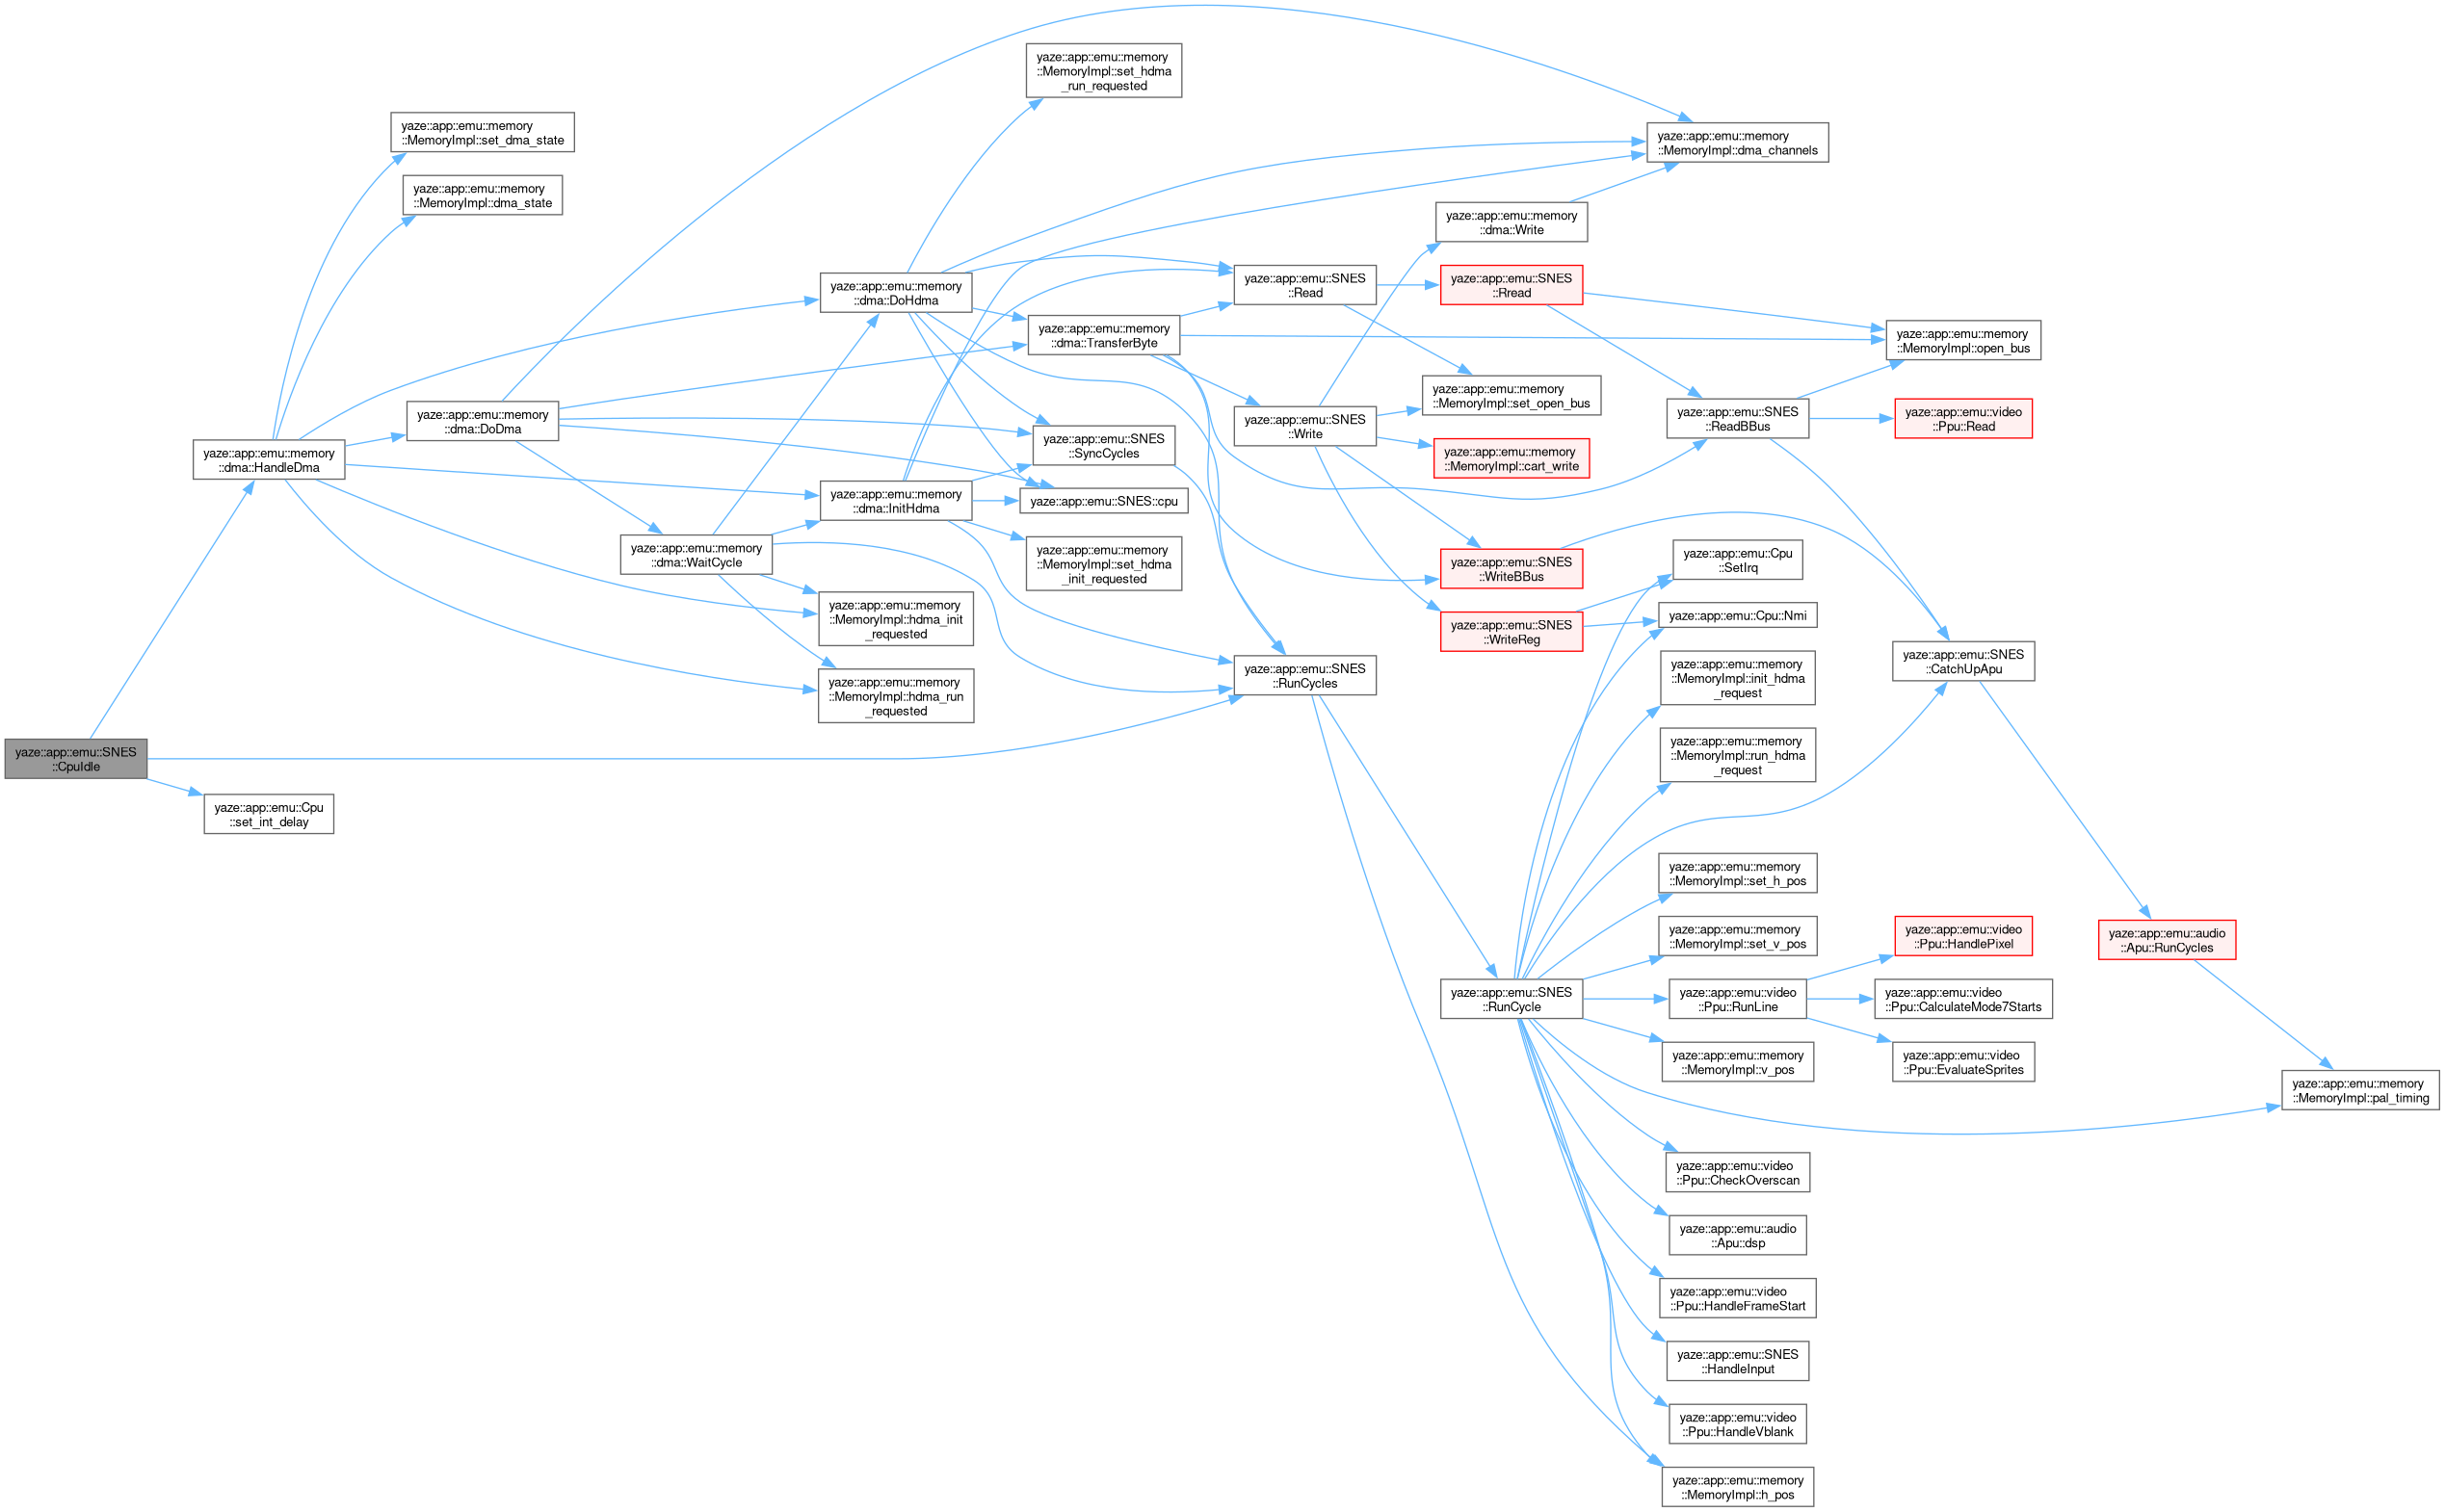 yaze::app::emu::SNES
::CpuIdle
yaze::app::emu::memory
::dma::HandleDma
yaze::app::emu::Cpu
::set_int_delay
yaze::app::emu::memory
::MemoryImpl::set_dma_state
yaze::app::emu::memory
::MemoryImpl::dma_state
yaze::app::emu::memory
::dma::DoDma
yaze::app::emu::memory
::dma::WaitCycle
yaze::app::emu::memory
::dma::DoHdma
yaze::app::emu::memory
::dma::InitHdma
yaze::app::emu::memory
::MemoryImpl::hdma_init
_requested
yaze::app::emu::memory
::MemoryImpl::hdma_run
_requested
yaze::app::emu::memory
::MemoryImpl::set_hdma
_run_requested
yaze::app::emu::memory
::dma::TransferByte
yaze::app::emu::SNES
::SyncCycles
yaze::app::emu::SNES::cpu
yaze::app::emu::memory
::MemoryImpl::set_hdma
_init_requested
yaze::app::emu::SNES
::Read
yaze::app::emu::SNES
::Write
yaze::app::emu::SNES
::RunCycles
yaze::app::emu::memory
::dma::Write
yaze::app::emu::SNES
::Rread
yaze::app::emu::memory
::MemoryImpl::set_open_bus
yaze::app::emu::memory
::MemoryImpl::cart_write
yaze::app::emu::SNES
::WriteBBus
yaze::app::emu::SNES
::WriteReg
yaze::app::emu::SNES
::RunCycle
yaze::app::emu::memory
::MemoryImpl::dma_channels
yaze::app::emu::SNES
::ReadBBus
yaze::app::emu::Cpu
::SetIrq
yaze::app::emu::Cpu::Nmi
yaze::app::emu::memory
::MemoryImpl::init_hdma
_request
yaze::app::emu::memory
::MemoryImpl::run_hdma
_request
yaze::app::emu::memory
::MemoryImpl::set_h_pos
yaze::app::emu::memory
::MemoryImpl::set_v_pos
yaze::app::emu::video
::Ppu::RunLine
yaze::app::emu::memory
::MemoryImpl::v_pos
yaze::app::emu::video
::Ppu::CheckOverscan
yaze::app::emu::audio
::Apu::dsp
yaze::app::emu::video
::Ppu::HandleFrameStart
yaze::app::emu::SNES
::HandleInput
yaze::app::emu::video
::Ppu::HandleVblank
yaze::app::emu::memory
::MemoryImpl::h_pos
yaze::app::emu::memory
::MemoryImpl::open_bus
yaze::app::emu::video
::Ppu::Read
yaze::app::emu::SNES
::CatchUpApu
yaze::app::emu::video
::Ppu::HandlePixel
yaze::app::emu::video
::Ppu::CalculateMode7Starts
yaze::app::emu::video
::Ppu::EvaluateSprites
yaze::app::emu::audio
::Apu::RunCycles
yaze::app::emu::memory
::MemoryImpl::pal_timing